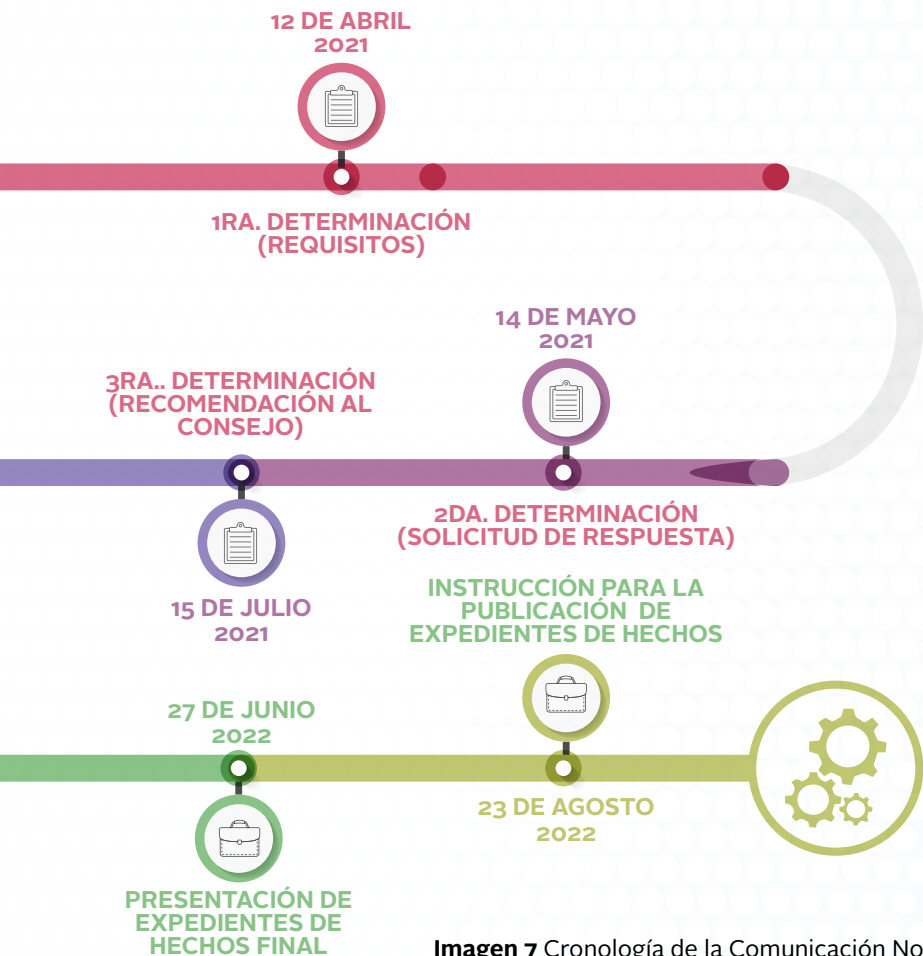 12 DE ABRIL
2021
1RA. DETERMINACIÓN
(REQUISITOS)
14 DE MAYO
2021
2DA. DETERMINACIÓN
(SOLICITUD DE RESPUESTA)
3RA.. DETERMINACIÓN
(RECOMENDACIÓN AL
CONSEJO)
15 DE JULIO
2021
27 DE JUNIO
2022
PRESENTACIÓN DE
EXPEDIENTES DE
HECHOS FINAL
INSTRUCCIÓN PARA LA
PUBLICACIÓN DE
EXPEDIENTES DE HECHOS
23 DE AGOSTO
2022
Imagen 7 Cronología de la Comunicación No